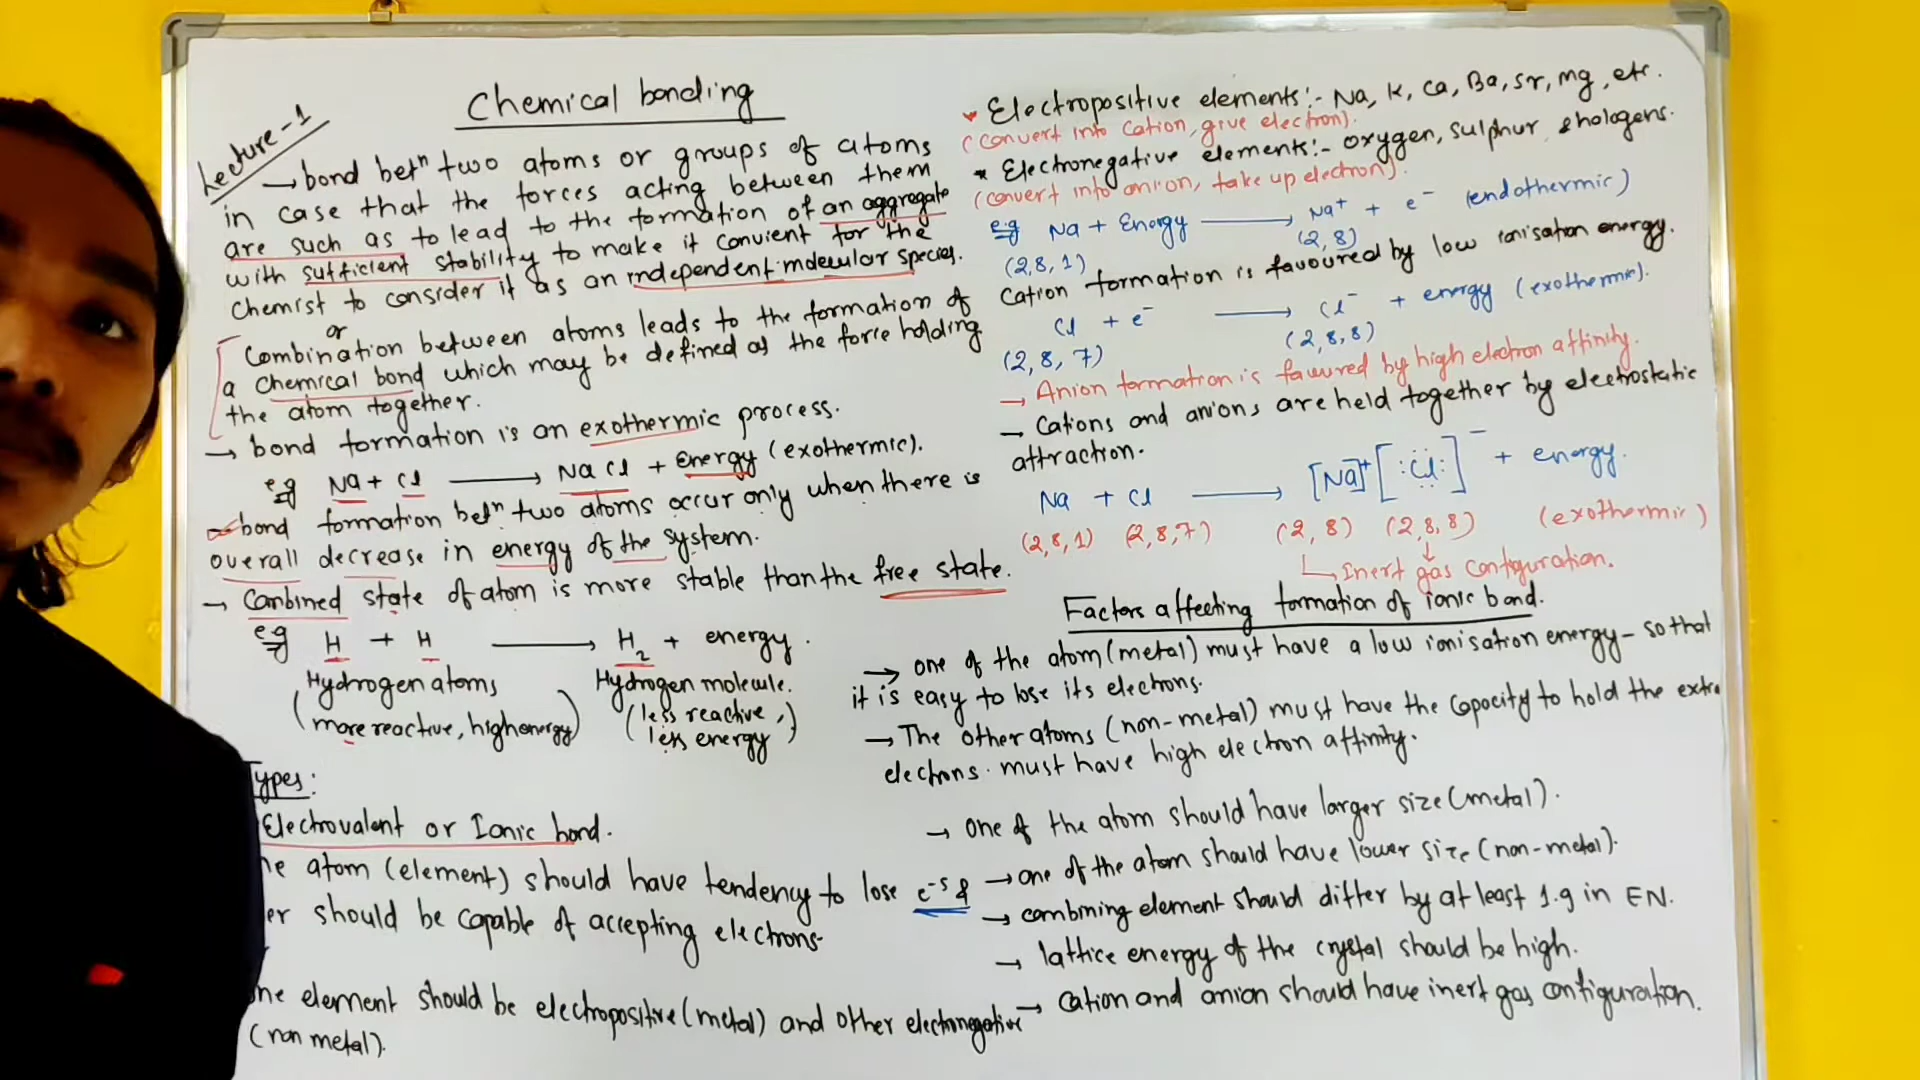 Lecture-1
Chemical bonding
→ bond betⁿ two atoms or groups of atoms
in case that the forces acting between them
are such as to lead to the formation of an aggregate
with sufficient stability to make it convient for the
chemist to consider it as an independent molecular species.
or
Combination between atoms leads to the formation of
a chemical bond which may be defined as the force holding
the atom together.
→ bond formation is an exothermic process.
e.g Na + Cl ⟶ NaCl + Energy (exothermic).
bond formation betⁿ two atoms occur only when there is
overall decrease in energy of the system.
→ Combined state of atom is more stable than the free state.
e.g H + H ⟶ H₂ + energy.
Hydrogen atoms Hydrogen molecule.
(more reactive, high energy) (less reactive,
less energy)
Types:
Electrovalent or Ionic bond.
atom (element) should have tendency to lose e⁻s &
should be capable of accepting electrons.
element should be electropositive (metal) and other electronegative
(non metal).
* Electropositive elements:- Na, K, Ca, Ba, Sr, Mg, etc.
(Convert into cation, give electron).
* Electronegative elements:- oxygen, sulphur & hologens.
(convert into anion, take up electron).
e.g Na + Energy ⟶ Na⁺ + e⁻ (endothermic)
(2,8,1) (2,8)
Cation formation is favoured by low ionisation energy.
Cl + e⁻ ⟶ Cl⁻ + energy (exothermic).
(2,8,7) (2,8,8)
→ Anion formation is favured by high electron affinity.
→ Cations and anions are held together by electrostatic
attraction.
Na + Cl ⟶ [Na]⁺ [:Cl:]⁻ + energy.
(2,8,1) (2,8,7) (2,8) (2,8,8) (exothermic)
Inert gas configuration.
Factors affecting formation of ionic bond.
→ one of the atom (metal) must have a low ionisation energy - so that
it is easy to lose its electrons.
→ The other atoms (non-metal) must have the capocity to hold the extra
electrons. must have high electron affinity.
→ one of the atom should have larger size (metal).
→ one of the atom should have lower size (non-metal).
→ combining element should differ by at least 1.9 in EN.
→ lattice energy of the crystal should be high.
→ cation and anion should have inert gas configuration.